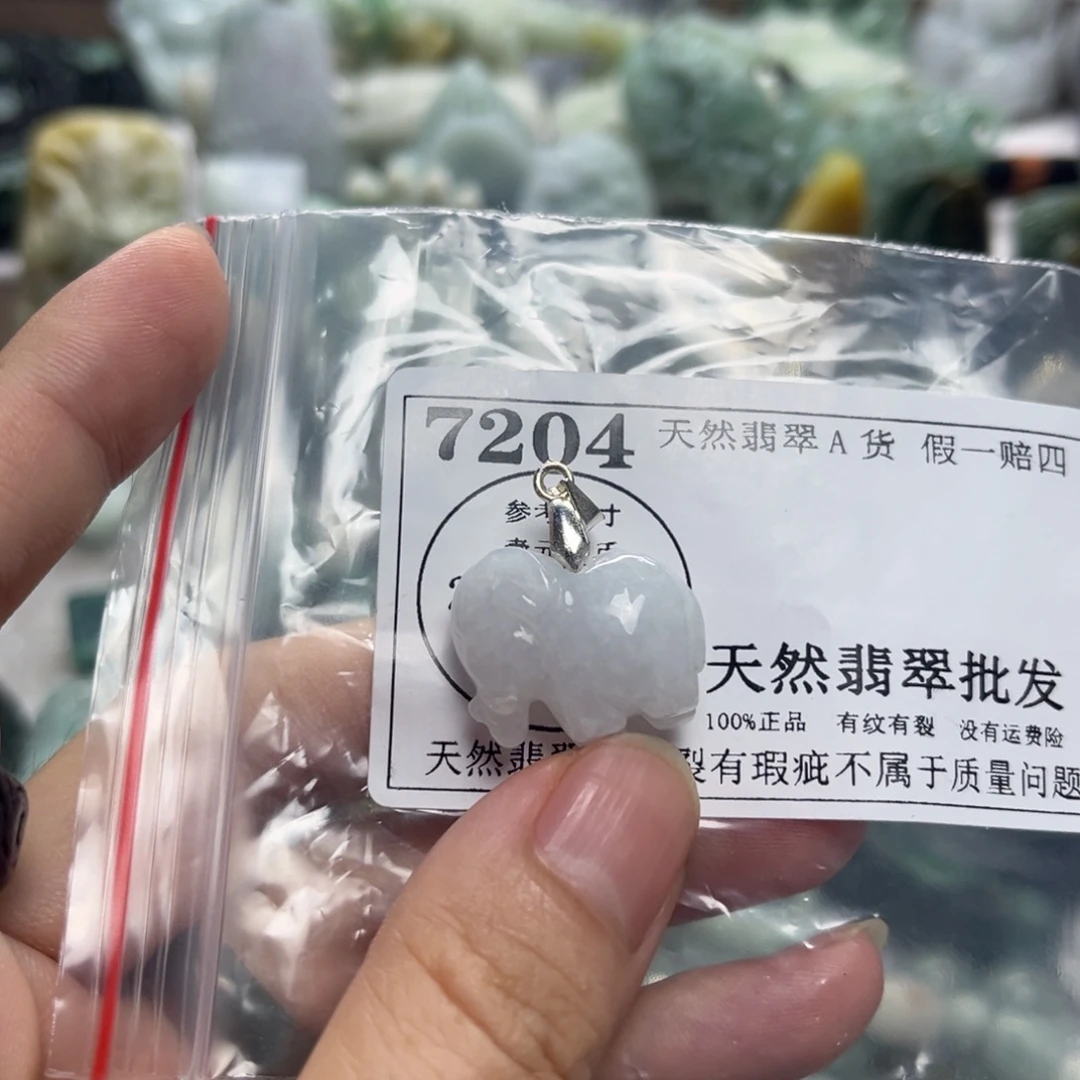 7204
天然翡翠A货 假一赔四
天然翡翠批发
100%正品 有纹有裂 没有运费险
天然翡 裂有瑕疵不属于质量问题